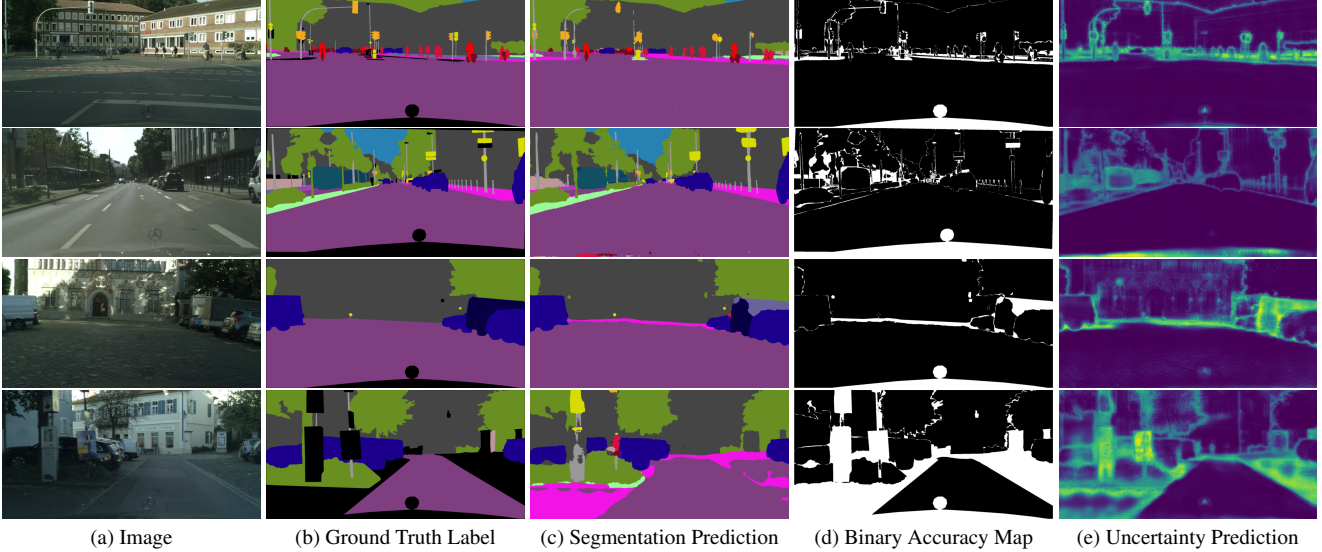 (a) Image
(b) Ground Truth Label
(c) Segmentation Prediction
(d) Binary Accuracy Map
(e) Uncertainty Prediction